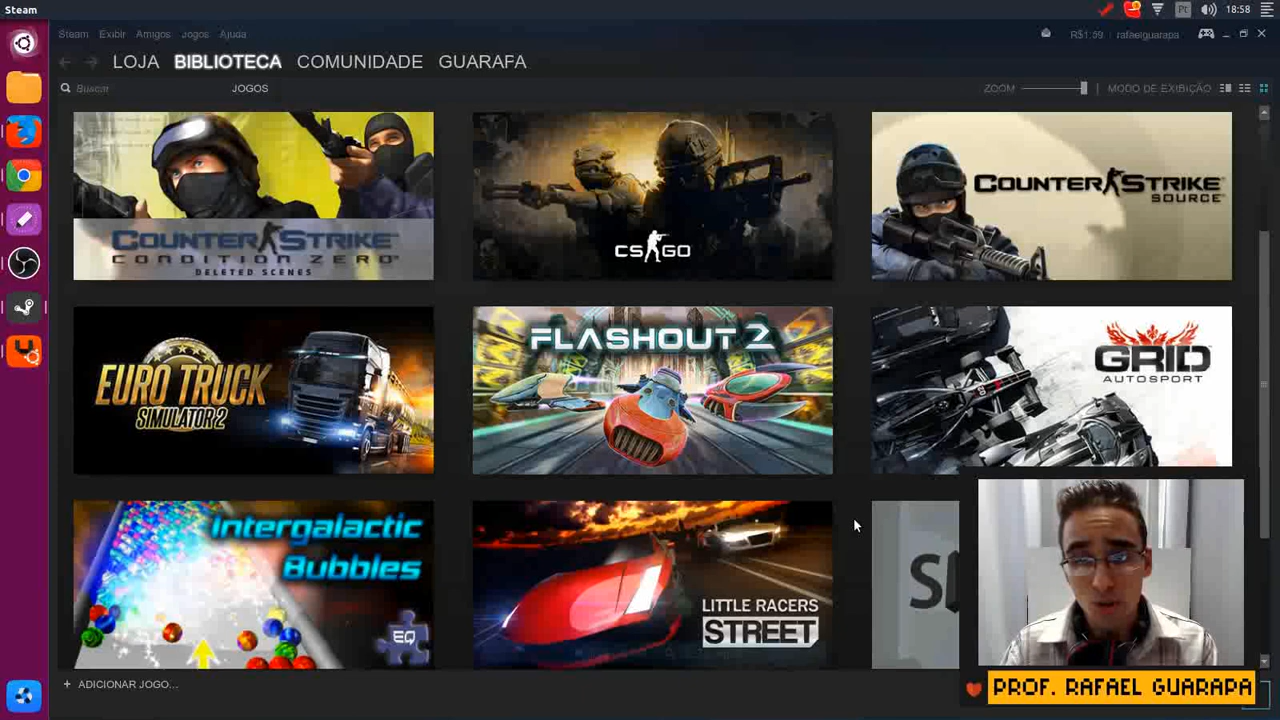 Steam
Pt
18:58
Steam Exibir Amigos Jogos Ajuda
R$1:59 rafaelguarapa
LOJA BIBLIOTECA COMUNIDADE GUARAFA
Buscar
JOGOS
ZOOM
MODO DE EXIBIÇÃO
COUNTER STRIKE
CONDITION ZERO
DELETED SCENES
CS GO
COUNTER STRIKE
SOURCE
EURO TRUCK
SIMULATOR 2
FLASHOUT 2
GRID
AUTOSPORT
Intergalactic
Bubbles
EQ
LITTLE RACERS
STREET
+ ADICIONAR JOGO...
PROF. RAFAEL GUARAPA